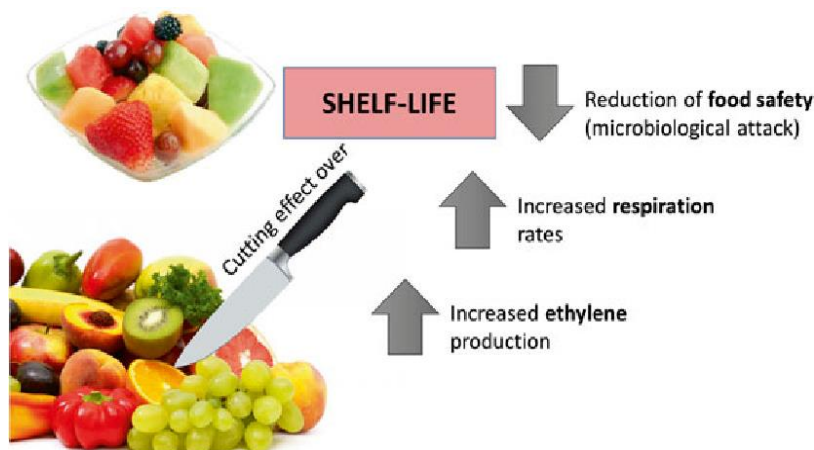 SHELF-LIFE
Reduction of food safety
(microbiological attack)
Cutting effect over
Increased respiration
rates
Increased ethylene
production